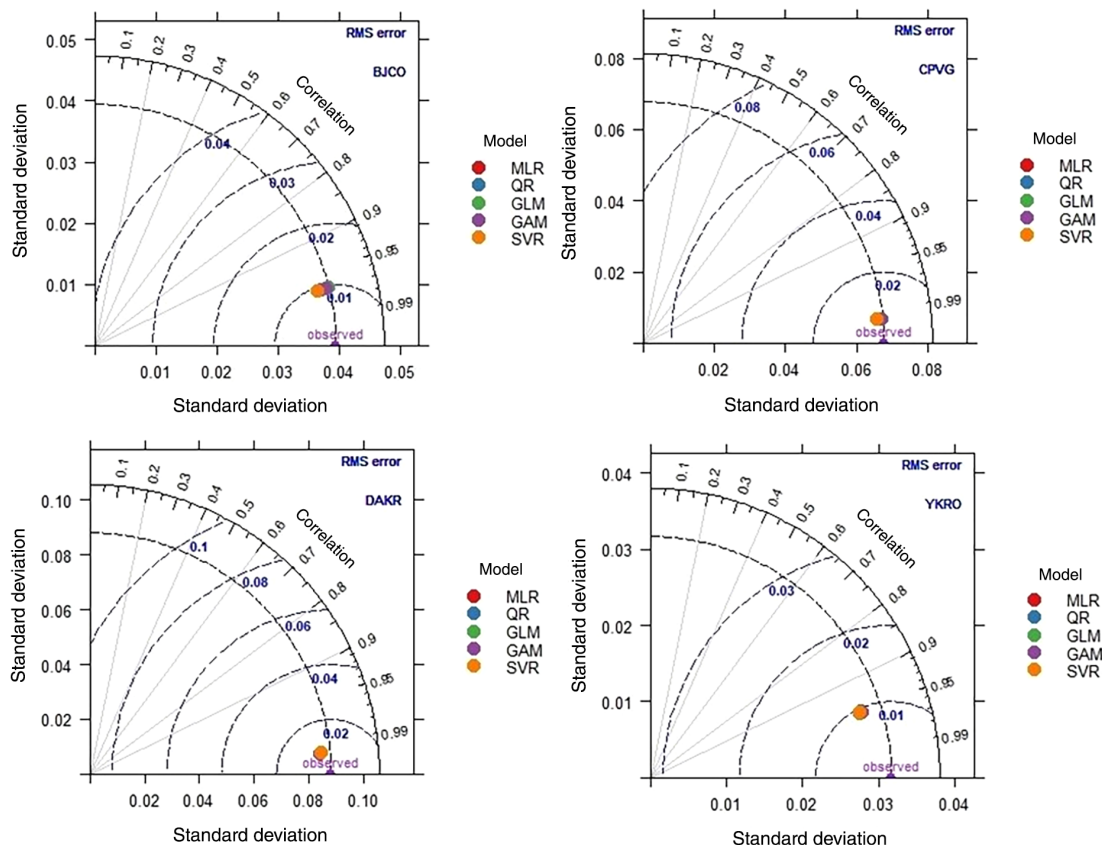 RMS error
BJCO
Standard deviation
0.05
0.04
0.03
0.02
0.01
0.1
0.2
0.3
0.4
0.5
0.6
0.7
0.8
0.9
0.95
0.99
Correlation
0.04
0.03
0.02
0.01
observed
0.01
0.02
0.03
0.04
0.05
Standard deviation
Model
MLR
QR
GLM
GAM
SVR
RMS error
CPVG
Standard deviation
0.08
0.06
0.04
0.02
0.1
0.2
0.3
0.4
0.5
0.6
0.7
0.8
0.9
0.95
0.99
Correlation
0.08
0.06
0.04
0.02
observed
0.02
0.04
0.06
0.08
Standard deviation
Model
MLR
QR
GLM
GAM
SVR
RMS error
DAKR
Standard deviation
0.10
0.08
0.06
0.04
0.02
0.1
0.2
0.3
0.4
0.5
0.6
0.7
0.8
0.9
0.95
0.99
Correlation
0.1
0.08
0.06
0.04
0.02
observed
0.02
0.04
0.06
0.08
0.10
Standard deviation
Model
MLR
QR
GLM
GAM
SVR
RMS error
YKRO
Standard deviation
0.04
0.03
0.02
0.01
0.1
0.2
0.3
0.4
0.5
0.6
0.7
0.8
0.9
0.95
0.99
Correlation
0.03
0.02
0.01
observed
0.01
0.02
0.03
0.04
Standard deviation
Model
MLR
QR
GLM
GAM
SVR